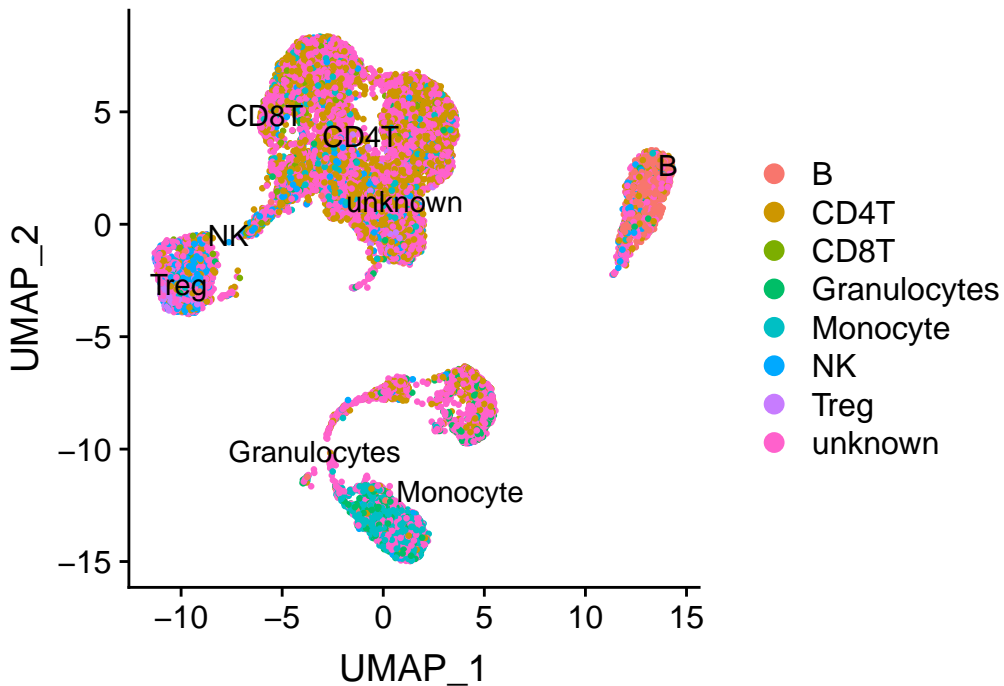 UMAP_2
5
0
−5
−10
−15
CD8T
CD4T
B
unknown
NK
Treg
Granulocytes
Monocyte
−10
−5
0
5
10
15
UMAP_1
B
CD4T
CD8T
Granulocytes
Monocyte
NK
Treg
unknown